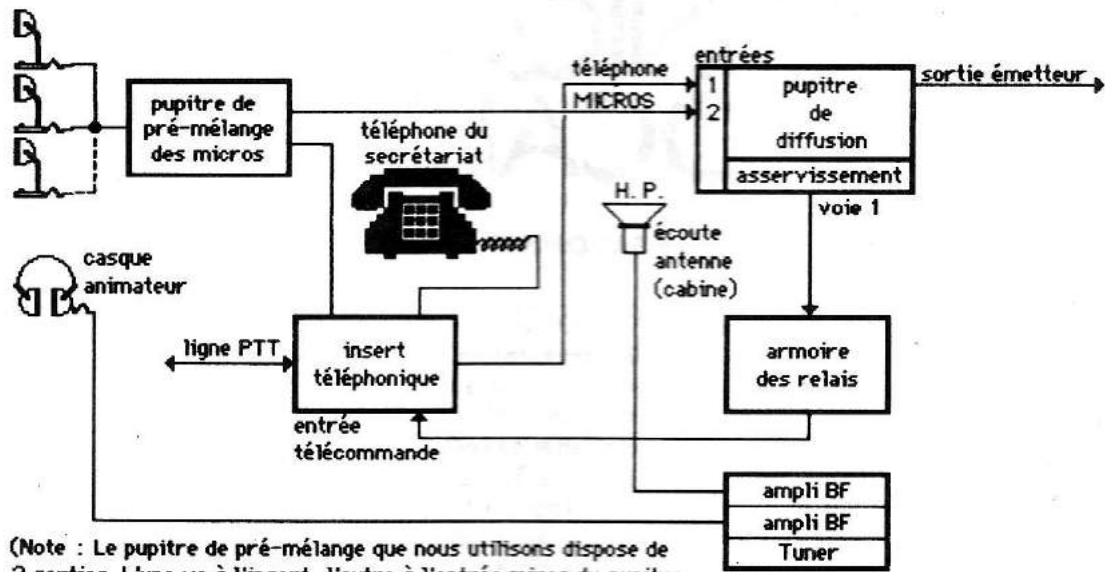 entrées
téléphone
1
pupitre
de
diffusion
sortie émetteur
MICROS
2
pupitre de
pré-mélange
des micros
téléphone du
secrétariat
asservissement
H. P.
voie 1
écoute
antenne
(cabine)
casque
animateur
ligne PTT
insert
téléphonique
armoire
des relais
entrée
télécommande
ampli BF
ampli BF
Tuner
(Note : Le pupitre de pré-mélange que nous utilisons dispose de